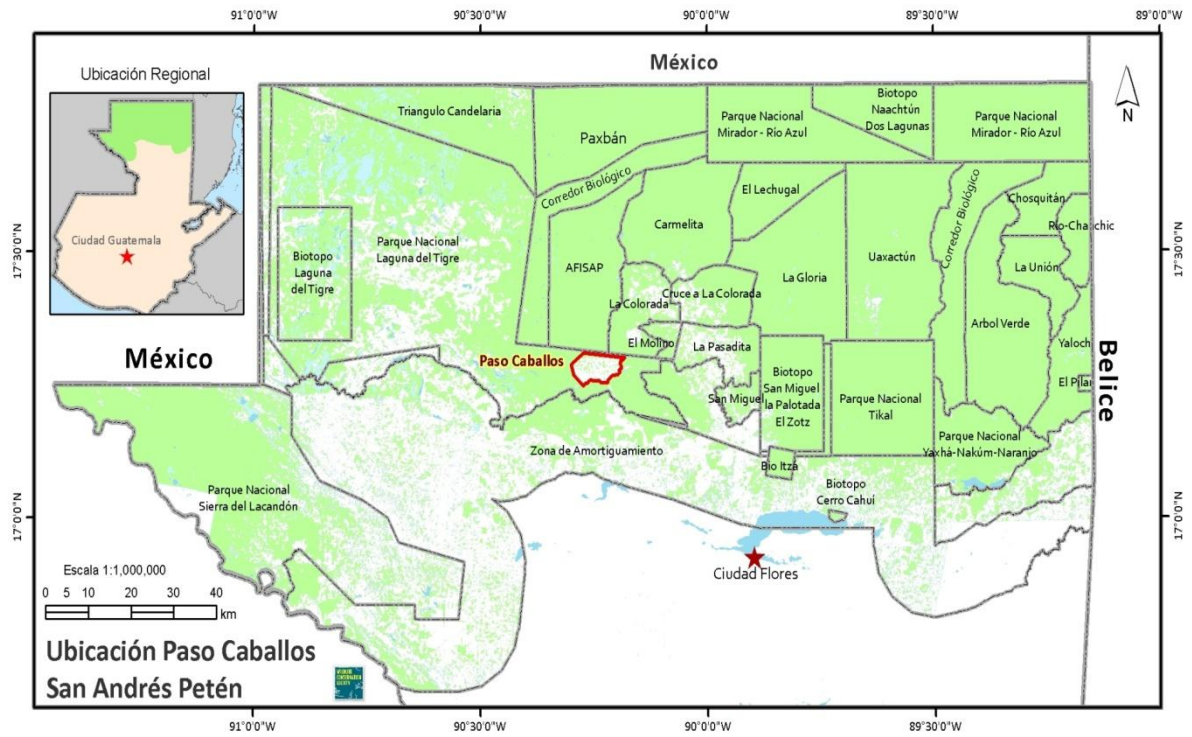 91°0'0"W
90°30'0"W
90°0'0"W
89°30'0"W
89°0'0"W
Ubicación Regional
Ciudad Guatemala
México
N
Triangulo Candelaria
Paxbán
Parque Nacional
Mirador - Río Azul
Biotopo
Naachtún
Dos Lagunas
Parque Nacional
Mirador - Río Azul
Corredor Biológico
El Lechugal
Corredor Biológico
Chosquitán
Río-Chanchic
Carmelita
17°30'0"N
17°30'0"N
Biotopo
Laguna
del Tigre
Parque Nacional
Laguna del Tigre
AFISAP
La Gloria
Uaxactún
La Unión
La Colorada
Cruce a La Colorada
Arbol Verde
El Molino
La Pasadita
Yaloch
México
Paso Caballos
Belice
Biotopo
San Miguel
la Palotada
El Zotz
San Miguel
Parque Nacional
Tikal
El Pilar
Parque Nacional
Yaxhá-Nakúm-Naranjo
Zona de Amortiguamiento
Bio Itzá
Biotopo
Cerro Cahuí
Parque Nacional
Sierra del Lacandón
17°0'0"N
17°0'0"N
Ciudad Flores
Escala 1:1,000,000
0 5 10 20 30 40
km
Ubicación Paso Caballos
San Andrés Petén
WILDLIFE
CONSERVATION
SOCIETY
91°0'0"W
90°30'0"W
90°0'0"W
89°30'0"W